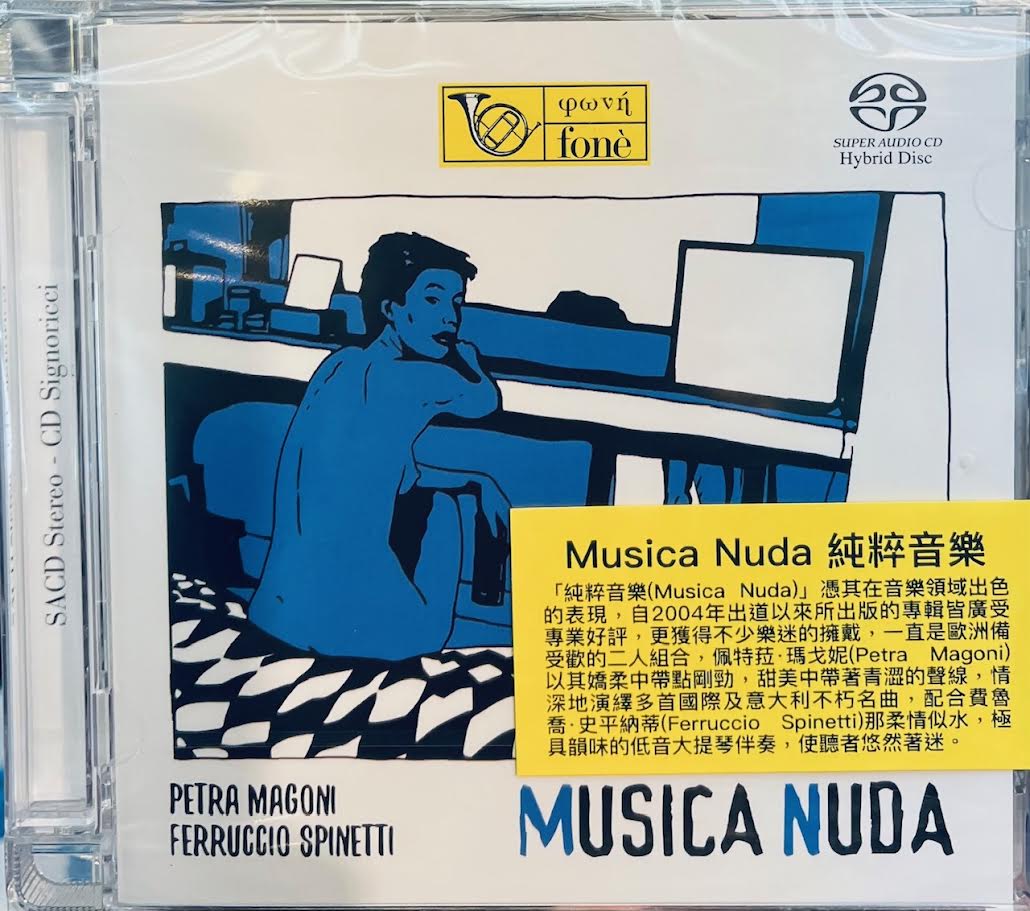 φωνή
fonè
SUPER AUDIO CD
Hybrid Disc
SACD Stereo - CD Signoricci
Musica Nuda 純粹音樂
「純粹音樂(Musica Nuda)」憑其在音樂領域出色
的表現，自2004年出道以來所出版的專輯皆廣受
專業好評，更獲得不少樂迷的擁戴，一直是歐洲備
受歡的二人組合，佩特菈·瑪戈妮(Petra Magoni)
以其嬌柔中帶點剛勁，甜美中帶著青澀的聲線，情
深地演繹多首國際及意大利不朽名曲，配合費魯
喬·史平納蒂(Ferruccio Spinetti)那柔情似水，極
具韻味的低音大提琴伴奏，使聽者悠然著迷。
PETRA MAGONI
FERRUCCIO SPINETTI
MUSICA NUDA